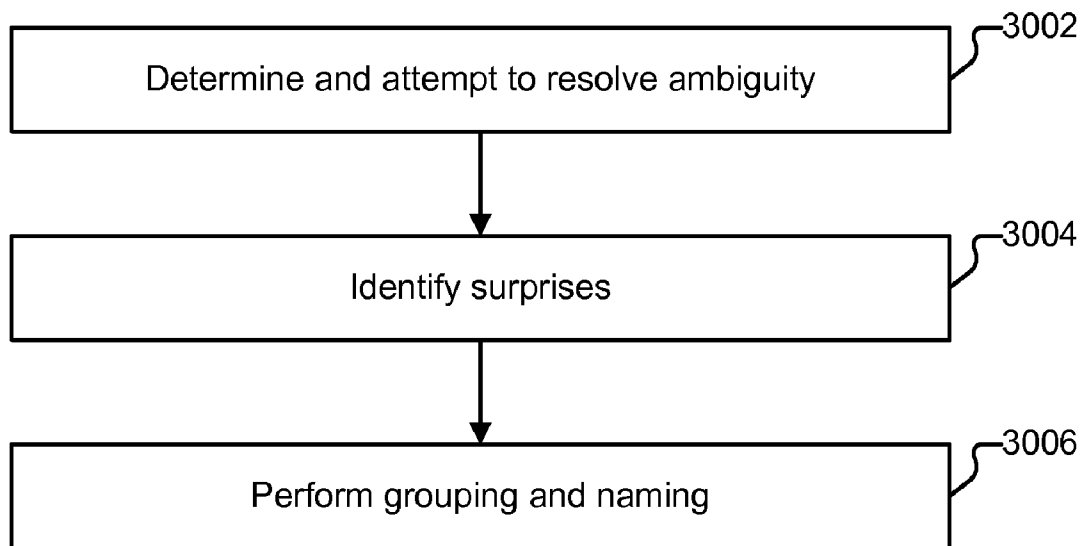 3002
Determine and attempt to resolve ambiguity
3004
Identify surprises
3006
Perform grouping and naming